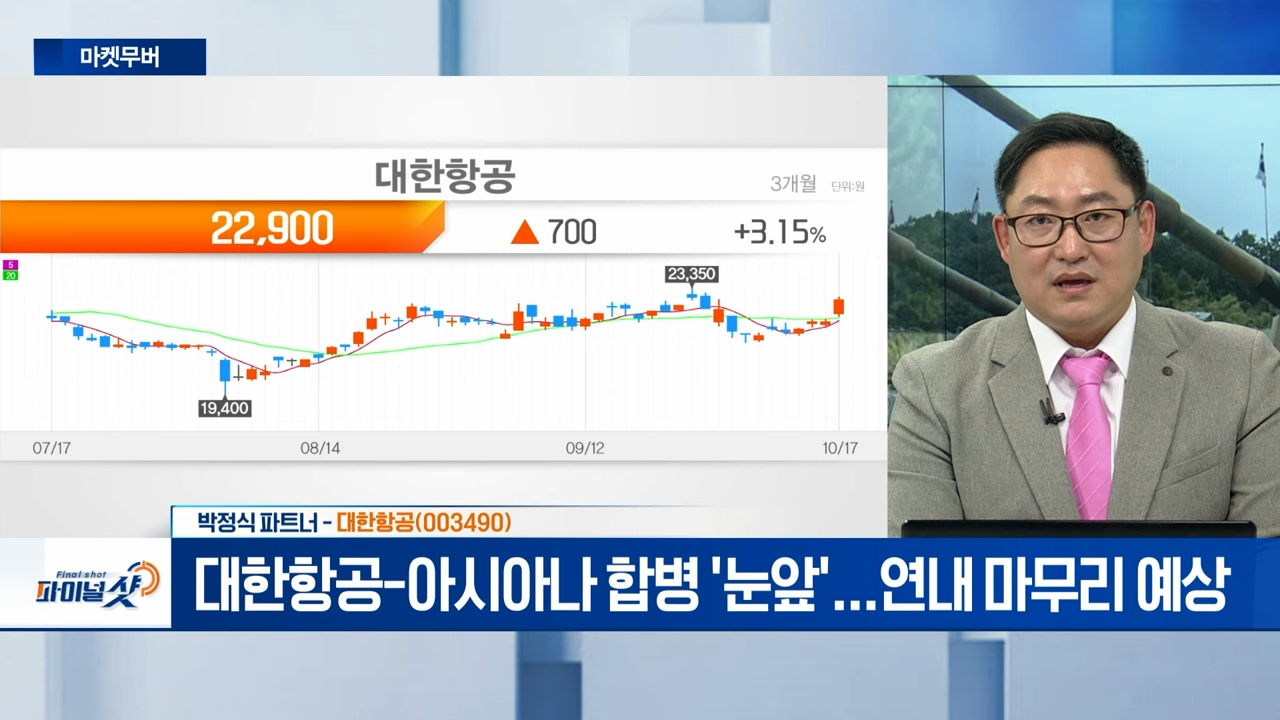 마켓무버
대한항공
3개월 단위:원
22,900 ▲ 700 +3.15%
5
20
23,350
19,400
07/17 08/14 09/12 10/17
박정식 파트너 - 대한항공(003490)
Final shot
파이널샷
대한항공-아시아나 합병 '눈앞'...연내 마무리 예상